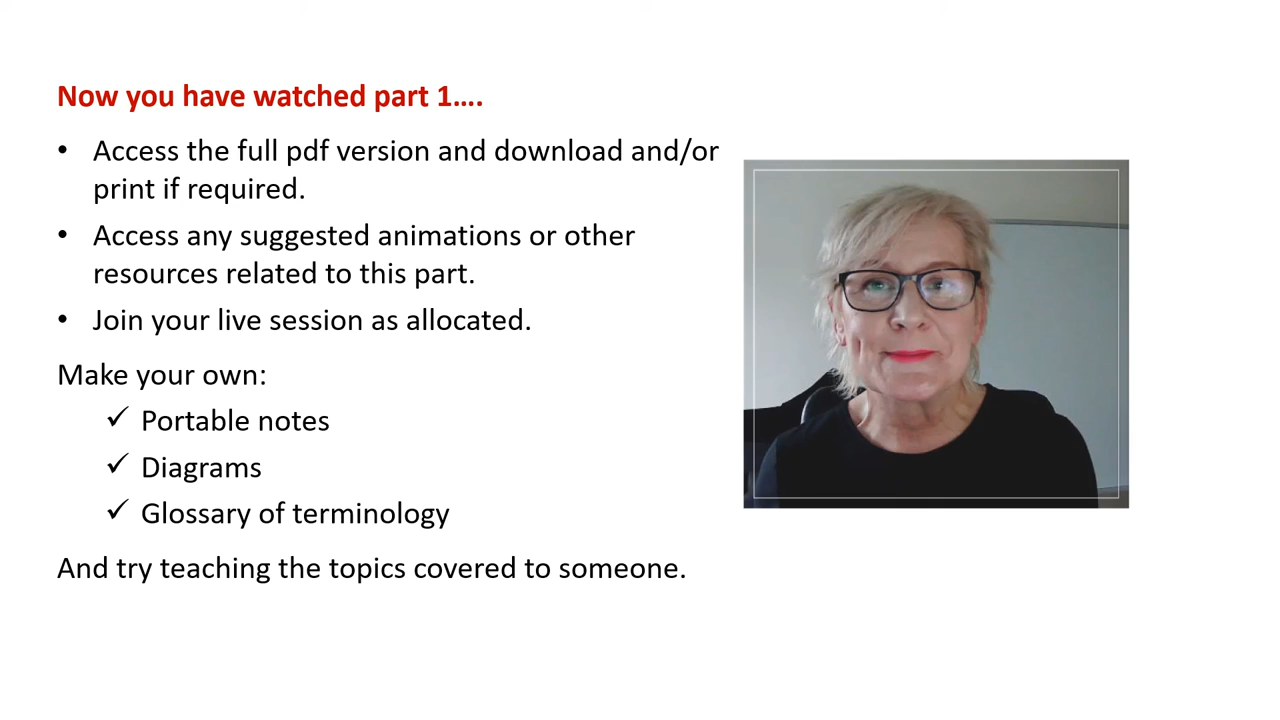 Now you have watched part 1….
• Access the full pdf version and download and/or
print if required.
• Access any suggested animations or other
resources related to this part.
• Join your live session as allocated.
Make your own:
✓ Portable notes
✓ Diagrams
✓ Glossary of terminology
And try teaching the topics covered to someone.